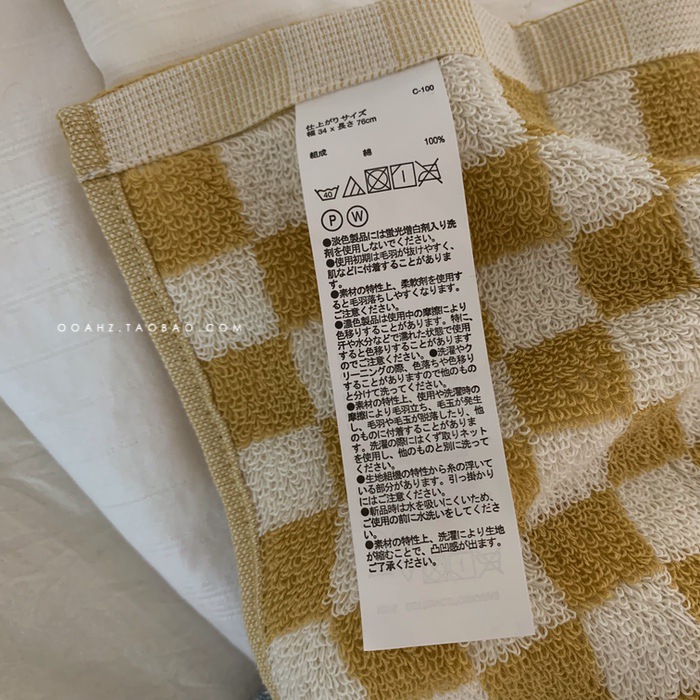 C-100
仕上がりサイズ
幅 34 × 長さ 76cm
組成 綿 100%
40
P W
●淡色製品には蛍光増白剤入り洗
剤を使用しないでください。
●使用初期は毛羽が抜けやすく、
肌などに付着することがありま
す。
●素材の特性上、柔軟剤を使用す
ると毛羽落ちしやすくなります。
ご注意ください。
●濃色製品は使用中の摩擦により
色移りすることがあります。特に、
汗や水分などで濡れた状態で使用
すると色移りすることがあります
のでご注意ください。●洗濯やク
リーニングの際、色落ちや色移り
することがありますので他のもの
と分けて洗ってください。
●素材の特性上、使用や洗濯時の
摩擦により毛羽立ち、毛玉が発生
し、毛羽や毛玉が脱落したり、他
のものに付着することがありま
す。洗濯の際にはくず取りネット
を使用し、他のものと別に洗って
ください。
●生地組織の特性から糸の浮いて
いる部分があります。引っ掛かり
にはご注意ください。
●新品時は水を吸いにくいため、
ご使用の前に水洗いをしてくださ
い。
●素材の特性上、洗濯により生地
が縮むことで、凸凹感が出ます。
ご了承ください。
OOAHZ.TAOBAO.COM